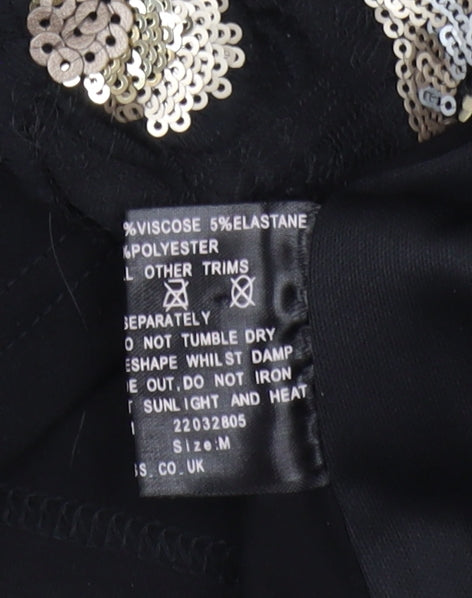 %VISCOSE 5%ELASTANE
%POLYESTER
L OTHER TRIMS
SEPARATELY
O NOT TUMBLE DRY
ESHAPE WHILST DAMP
E OUT,DO NOT IRON
T SUNLIGHT AND HEAT
22032805
Size:M
SS.CO.UK